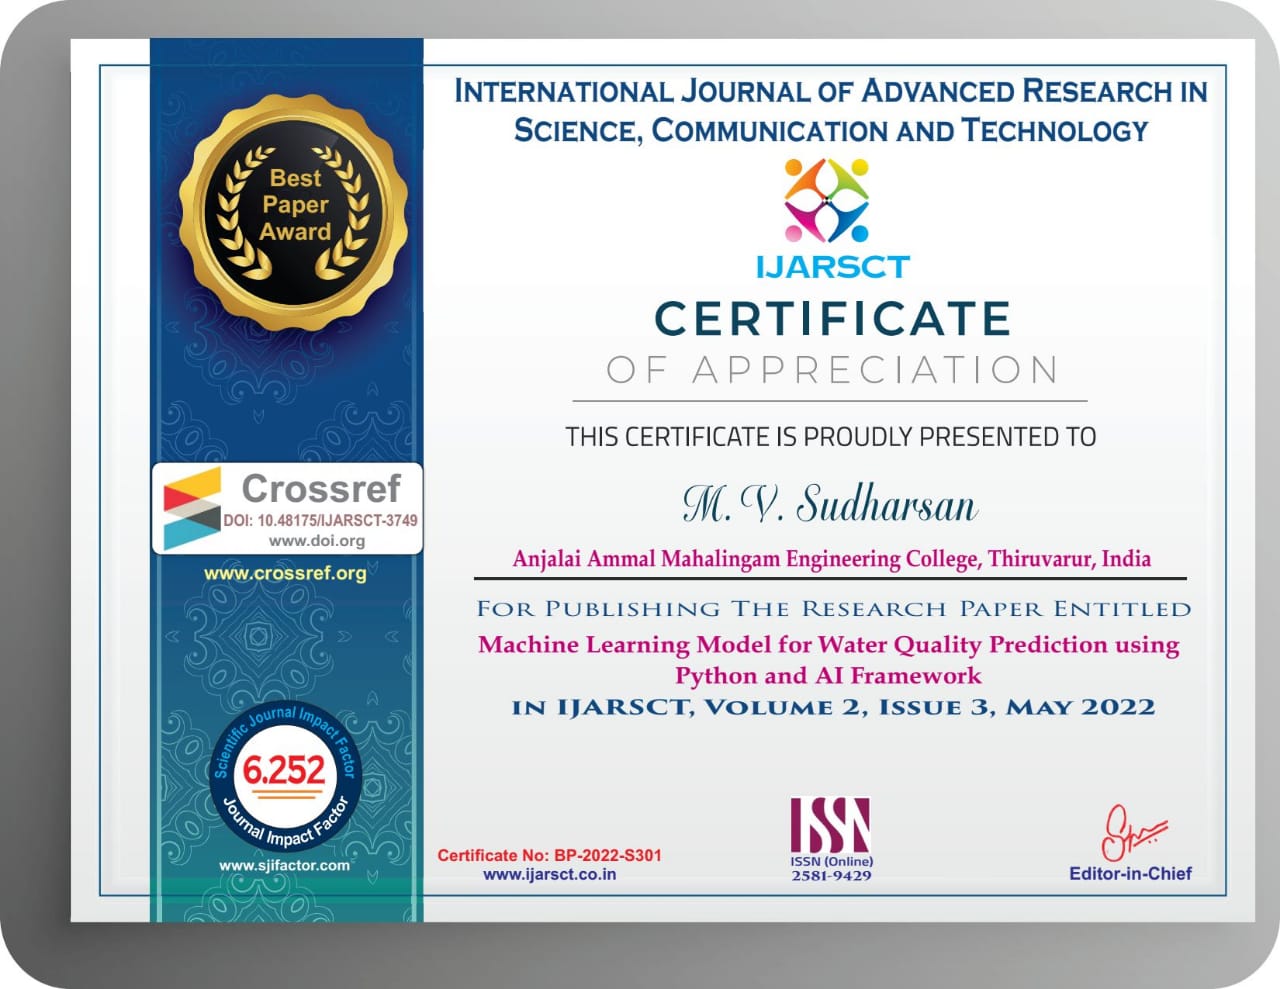 INTERNATIONAL JOURNAL OF ADVANCED RESEARCH IN
SCIENCE, COMMUNICATION AND TECHNOLOGY
Best
Paper
Award
IJARSCT
CERTIFICATE
OF APPRECIATION
THIS CERTIFICATE IS PROUDLY PRESENTED TO
M. V. Sudharsan
Anjalai Ammal Mahalingam Engineering College, Thiruvarur, India
FOR PUBLISHING THE RESEARCH PAPER ENTITLED
Machine Learning Model for Water Quality Prediction using
Python and AI Framework
IN IJARSCT, VOLUME 2, ISSUE 3, MAY 2022
Crossref
DOI: 10.48175/IJARSCT-3749
www.doi.org
www.crossref.org
Scientific Journal Impact Factor
6.252
Journal Impact Factor
www.sjifactor.com
Certificate No: BP-2022-S301
www.ijarsct.co.in
ISSN
ISSN (Online)
2581-9429
Editor-in-Chief